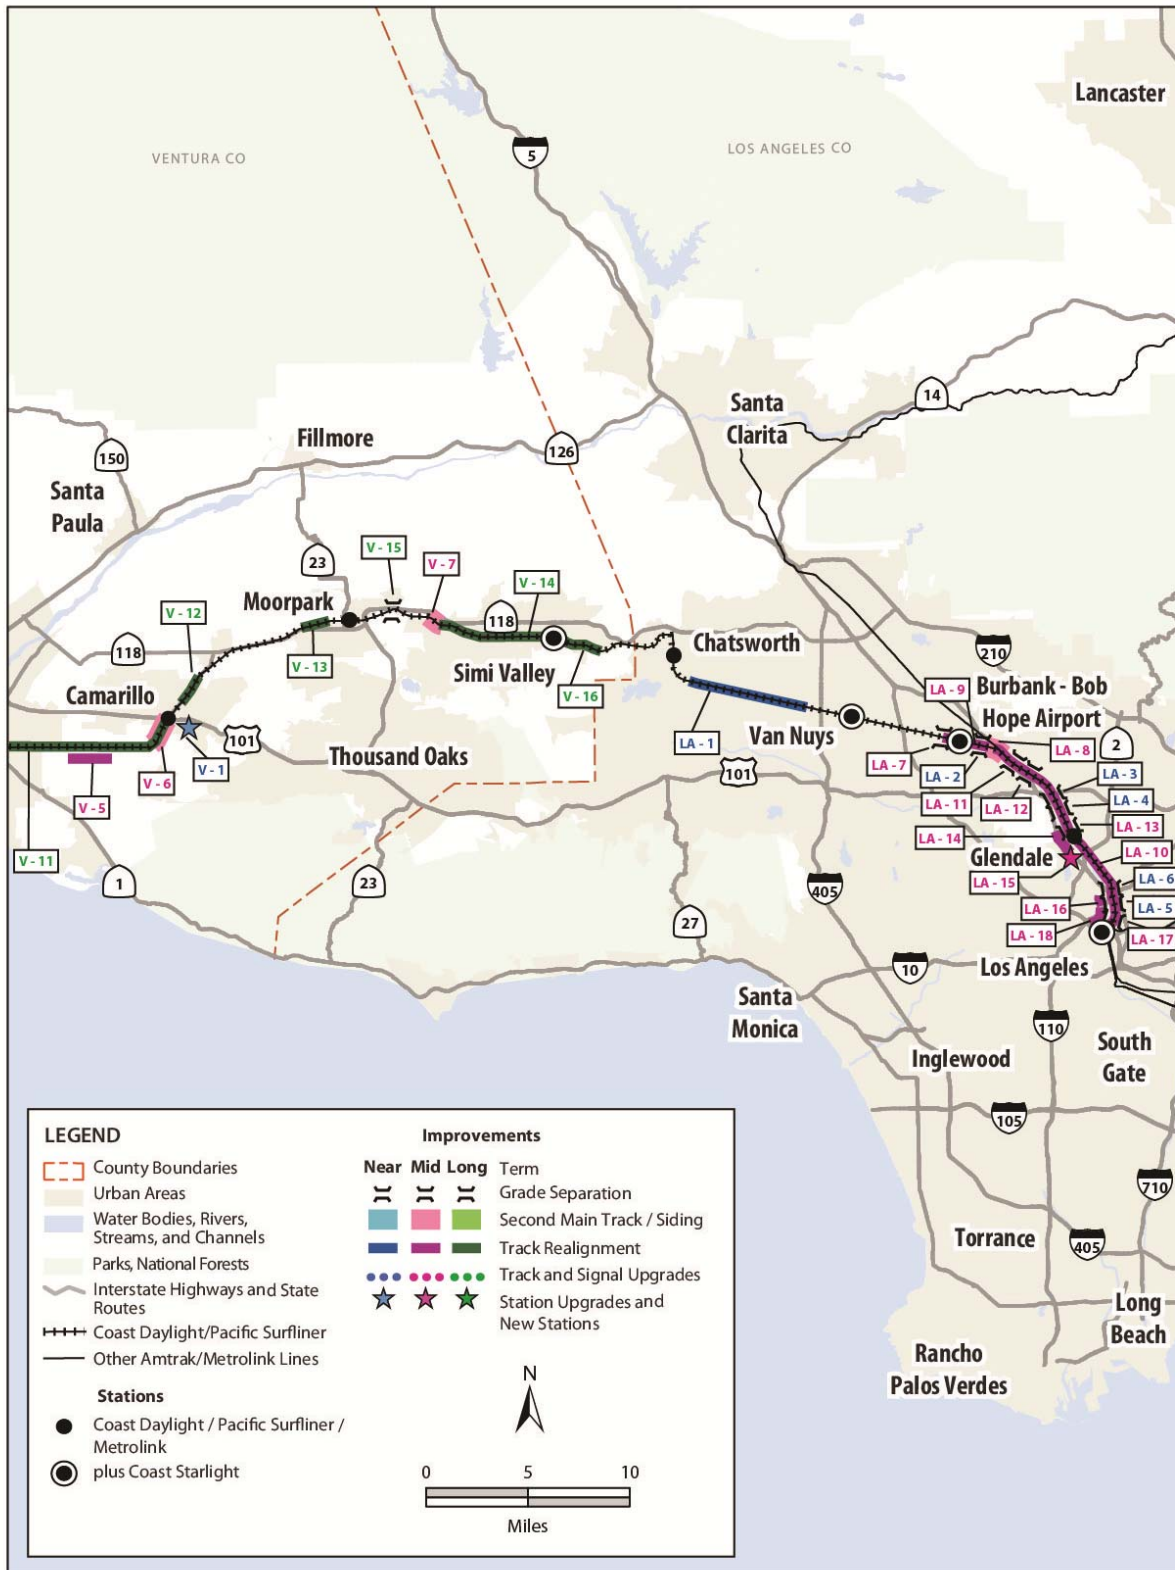 Lancaster
VENTURA CO
5
LOS ANGELES CO
14
Santa
Clarita
Fillmore
126
150
Santa
Paula
V - 15
23
V - 7
V - 14
Moorpark
V - 12
118
Chatsworth
118
V - 13
Simi Valley
V - 16
210
Camarillo
LA - 9
Burbank - Bob
Hope Airport
101
Van Nuys
LA - 1
LA - 7
LA - 8
2
Thousand Oaks
V - 1
V - 6
V - 5
101
LA - 2
LA - 3
LA - 11
LA - 12
LA - 4
LA - 13
LA - 14
Glendale
LA - 10
V - 11
1
23
405
LA - 15
LA - 6
LA - 16
LA - 5
27
LA - 18
LA - 17
10
Los Angeles
Santa
Monica
110
South
Gate
Inglewood
105
710
Torrance
405
Long
Beach
Rancho
Palos Verdes
LEGEND
County Boundaries
Urban Areas
Water Bodies, Rivers,
Streams, and Channels
Parks, National Forests
Interstate Highways and State
Routes
Coast Daylight/Pacific Surfliner
Other Amtrak/Metrolink Lines
Stations
Coast Daylight / Pacific Surfliner /
Metrolink
plus Coast Starlight
Improvements
Near Mid Long Term
Grade Separation
Second Main Track / Siding
Track Realignment
Track and Signal Upgrades
Station Upgrades and
New Stations
N
0 5 10
Miles